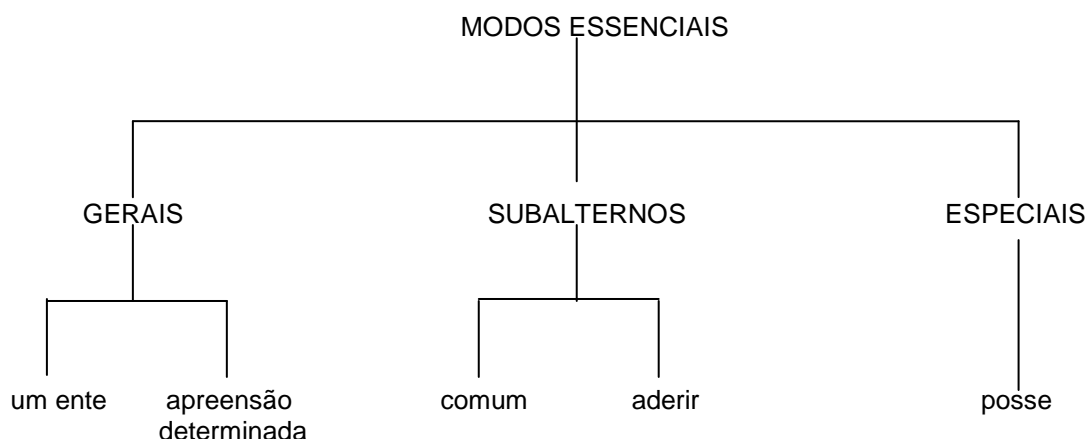 MODOS ESSENCIAIS
GERAIS SUBALTERNOS ESPECIAIS
um ente apreensão comum aderir posse
determinada